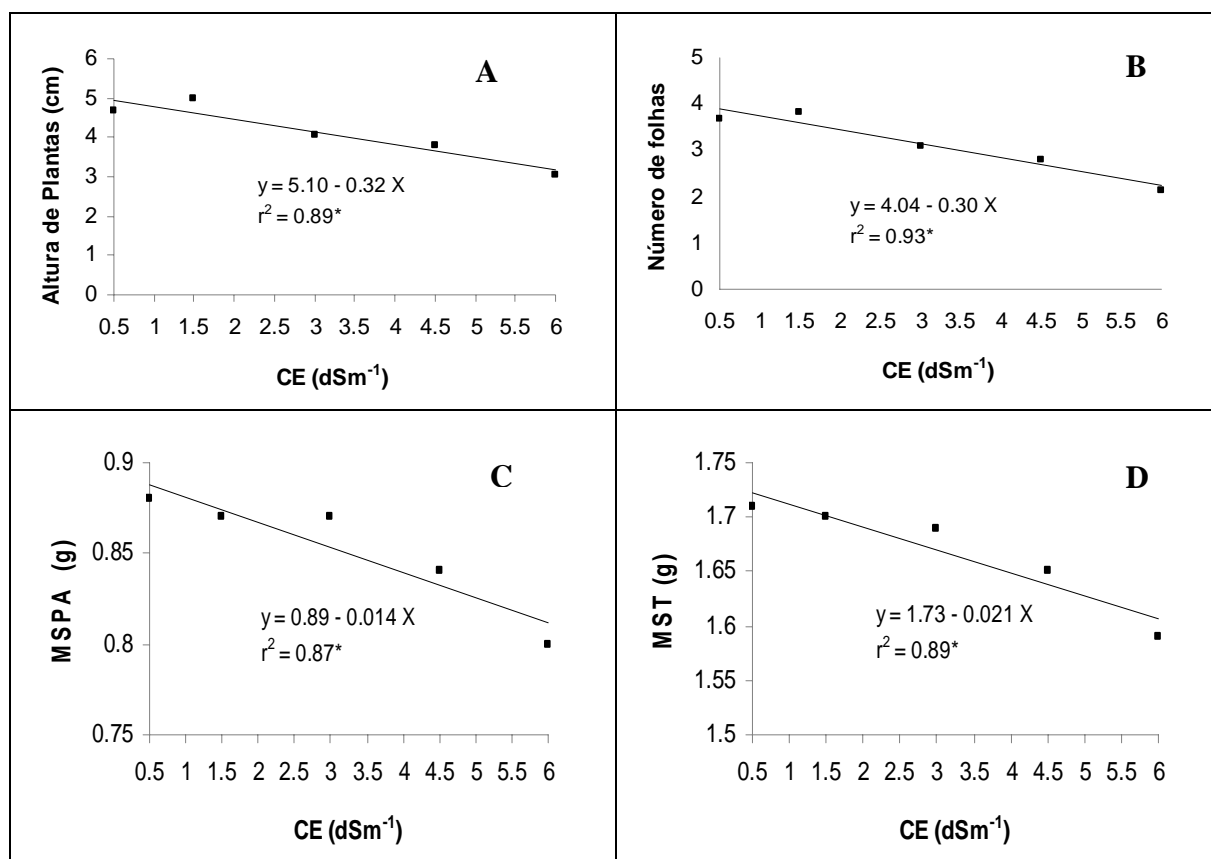 A
Altura de Plantas (cm)
6
5
4
3
2
1
0
y = 5.10 - 0.32 X
r² = 0.89*
0.5 1 1.5 2 2.5 3 3.5 4 4.5 5 5.5 6
CE (dSm⁻¹)
B
Número de folhas
5
4
3
2
1
0
y = 4.04 - 0.30 X
r² = 0.93*
0.5 1 1.5 2 2.5 3 3.5 4 4.5 5 5.5 6
CE (dSm⁻¹)
C
MSPA (g)
0.9
0.85
0.8
0.75
y = 0.89 - 0.014 X
r² = 0.87*
0.5 1 1.5 2 2.5 3 3.5 4 4.5 5 5.5 6
CE (dSm⁻¹)
D
MST (g)
1.75
1.7
1.65
1.6
1.55
1.5
y = 1.73 - 0.021 X
r² = 0.89*
0.5 1 1.5 2 2.5 3 3.5 4 4.5 5 5.5 6
CE (dSm⁻¹)